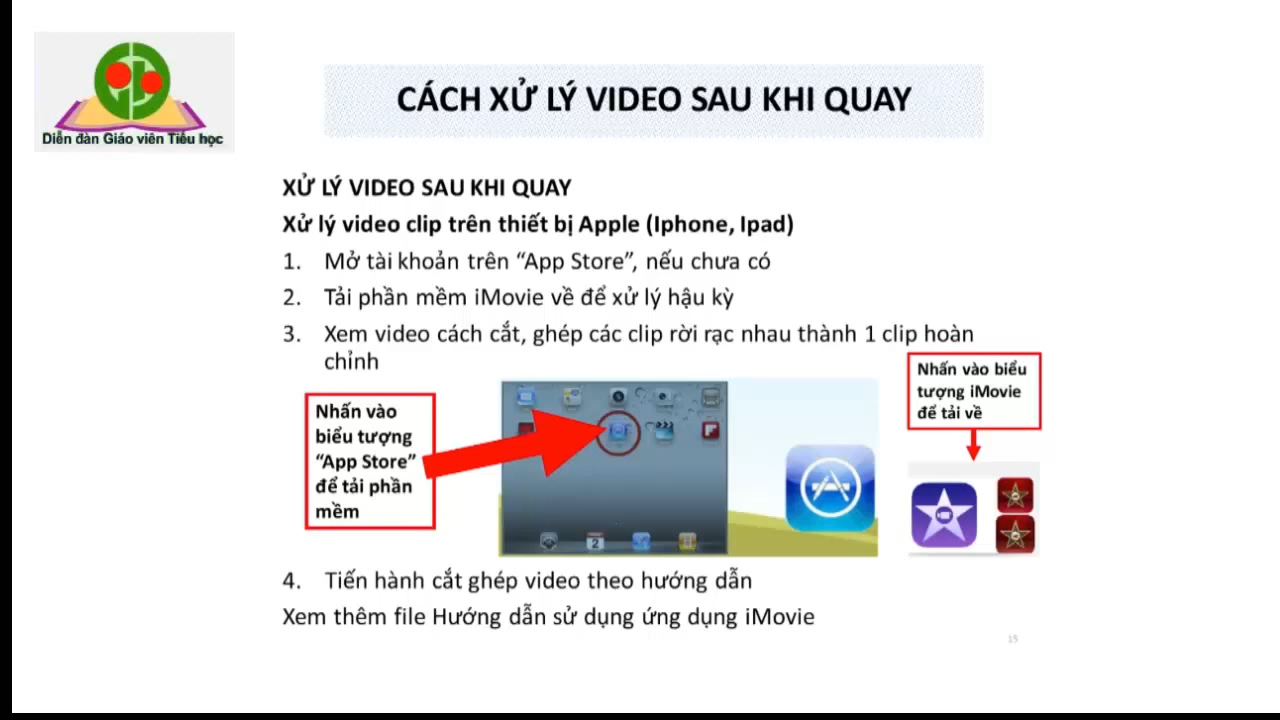 Diễn đàn Giáo viên Tiểu học
CÁCH XỬ LÝ VIDEO SAU KHI QUAY
XỬ LÝ VIDEO SAU KHI QUAY
Xử lý video clip trên thiết bị Apple (Iphone, Ipad)
1. Mở tài khoản trên “App Store”, nếu chưa có
2. Tải phần mềm iMovie về để xử lý hậu kỳ
3. Xem video cách cắt, ghép các clip rời rạc nhau thành 1 clip hoàn
chỉnh
Nhấn vào
biểu tượng
“App Store”
để tải phần
mềm
2
Nhấn vào biểu
tượng iMovie
để tải về
4. Tiến hành cắt ghép video theo hướng dẫn
Xem thêm file Hướng dẫn sử dụng ứng dụng iMovie
19